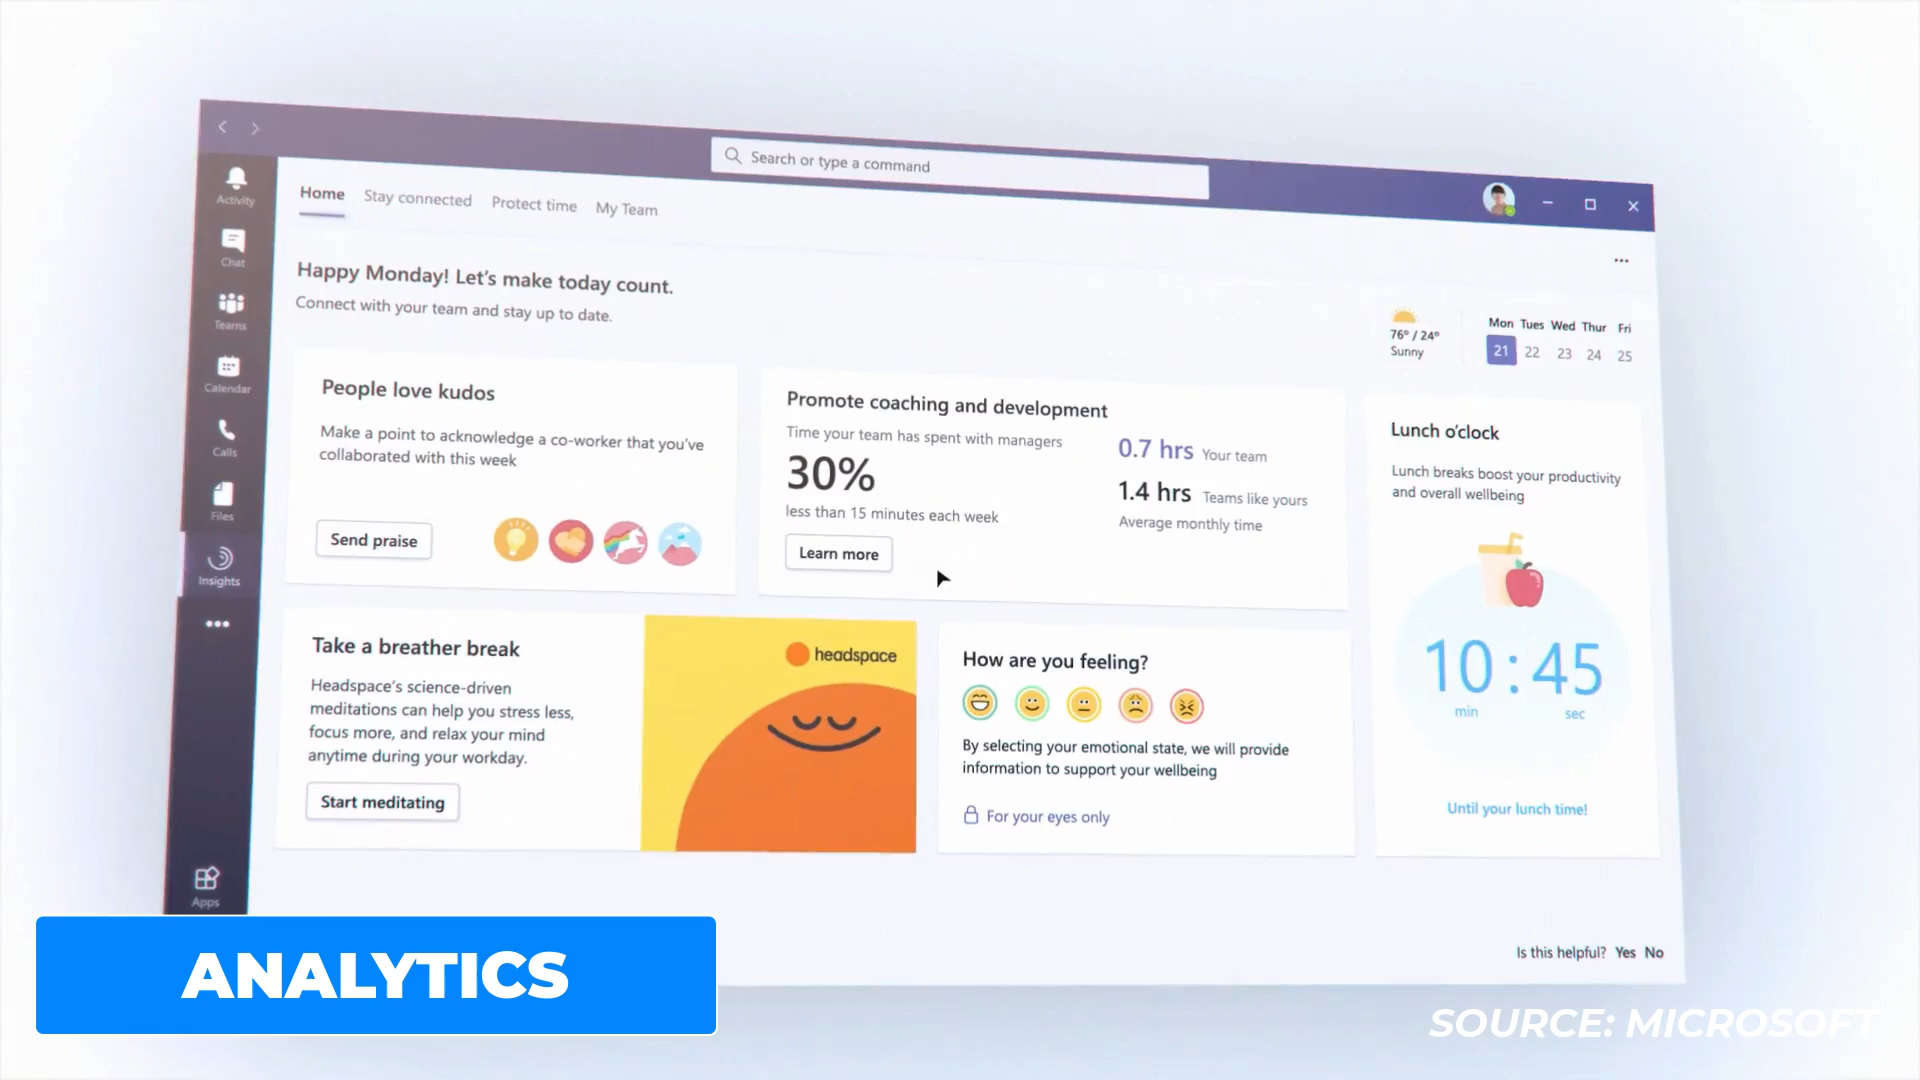 Search or type a command
Activity
Chat
Teams
Calendar
Calls
Files
Insights
Apps
Home Stay connected Protect time My Team
Happy Monday! Let's make today count.
Connect with your team and stay up to date.
76° / 24°
Sunny
Mon Tues Wed Thur Fri
21 22 23 24 25
People love kudos
Make a point to acknowledge a co-worker that you've
collaborated with this week
Send praise
Promote coaching and development
Time your team has spent with managers
30%
less than 15 minutes each week
Learn more
0.7 hrs Your team
1.4 hrs Teams like yours
Average monthly time
Lunch o'clock
Lunch breaks boost your productivity
and overall wellbeing
10 : 45
min sec
Until your lunch time!
Take a breather break
Headspace's science-driven
meditations can help you stress less,
focus more, and relax your mind
anytime during your workday.
Start meditating
headspace
How are you feeling?
By selecting your emotional state, we will provide
information to support your wellbeing
For your eyes only
Is this helpful? Yes No
ANALYTICS
SOURCE: MICROSOFT